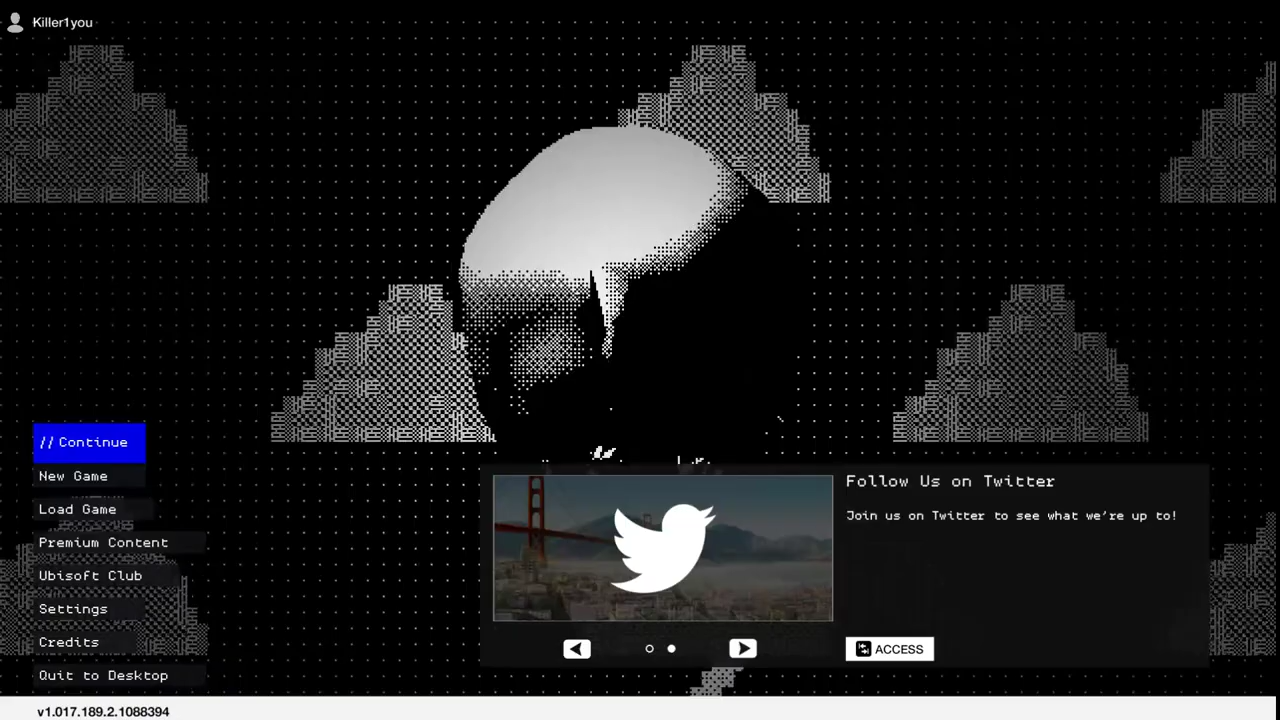 Killer1you
// Continue
New Game
Load Game
Premium Content
Ubisoft Club
Settings
Credits
Quit to Desktop
Follow Us on Twitter
Join us on Twitter to see what we're up to!
ACCESS
v1.017.189.2.1088394